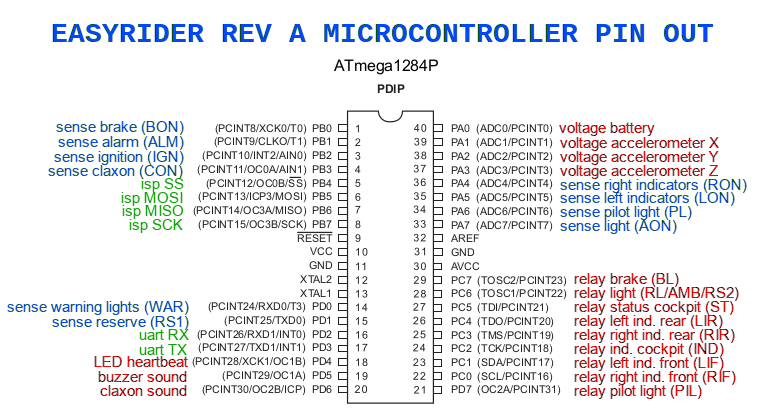 EASYRIDER REV A MICROCONTROLLER PIN OUT
ATmega1284P
PDIP
sense brake (BON) (PCINT8/XCK0/T0) PB0 1 40 PA0 (ADC0/PCINT0) voltage battery
sense alarm (ALM) (PCINT9/CLKO/T1) PB1 2 39 PA1 (ADC1/PCINT1) voltage accelerometer X
sense ignition (IGN) (PCINT10/INT2/AIN0) PB2 3 38 PA2 (ADC2/PCINT2) voltage accelerometer Y
sense claxon (CON) (PCINT11/OC0A/AIN1) PB3 4 37 PA3 (ADC3/PCINT3) voltage accelerometer Z
isp SS (PCINT12/OC0B/SS) PB4 5 36 PA4 (ADC4/PCINT4) sense right indicators (RON)
isp MOSI (PCINT13/ICP3/MOSI) PB5 6 35 PA5 (ADC5/PCINT5) sense left indicators (LON)
isp MISO (PCINT14/OC3A/MISO) PB6 7 34 PA6 (ADC6/PCINT6) sense pilot light (PL)
isp SCK (PCINT15/OC3B/SCK) PB7 8 33 PA7 (ADC7/PCINT7) sense light (AON)
RESET 9 32 AREF
VCC 10 31 GND
GND 11 30 AVCC
XTAL2 12 29 PC7 (TOSC2/PCINT23) relay brake (BL)
XTAL1 13 28 PC6 (TOSC1/PCINT22) relay light (RL/AMB/RS2)
sense warning lights (WAR) (PCINT24/RXD0/T3) PD0 14 27 PC5 (TDI/PCINT21) relay status cockpit (ST)
sense reserve (RS1) (PCINT25/TXD0) PD1 15 26 PC4 (TDO/PCINT20) relay left ind. rear (LIR)
uart RX (PCINT26/RXD1/INT0) PD2 16 25 PC3 (TMS/PCINT19) relay right ind. rear (RIR)
uart TX (PCINT27/TXD1/INT1) PD3 17 24 PC2 (TCK/PCINT18) relay ind. cockpit (IND)
LED heartbeat (PCINT28/XCK1/OC1B) PD4 18 23 PC1 (SDA/PCINT17) relay left ind. front (LIF)
buzzer sound (PCINT29/OC1A) PD5 19 22 PC0 (SCL/PCINT16) relay right ind. front (RIF)
claxon sound (PCINT30/OC2B/ICP) PD6 20 21 PD7 (OC2A/PCINT31) relay pilot light (PIL)